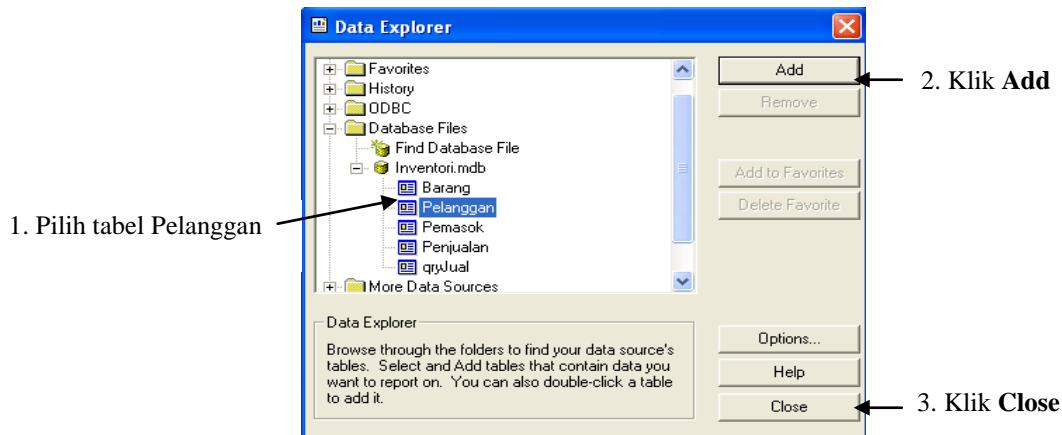 Data Explorer
Favorites
History
ODBC
Database Files
Find Database File
Inventori.mdb
Barang
Pelanggan
Pemasok
Penjualan
qryJual
More Data Sources
Add
Remove
Add to Favorites
Delete Favorite
Data Explorer
Browse through the folders to find your data source's
tables. Select and Add tables that contain data you
want to report on. You can also double-click a table
to add it.
Options...
Help
Close
1. Pilih tabel Pelanggan
2. Klik Add
3. Klik Close